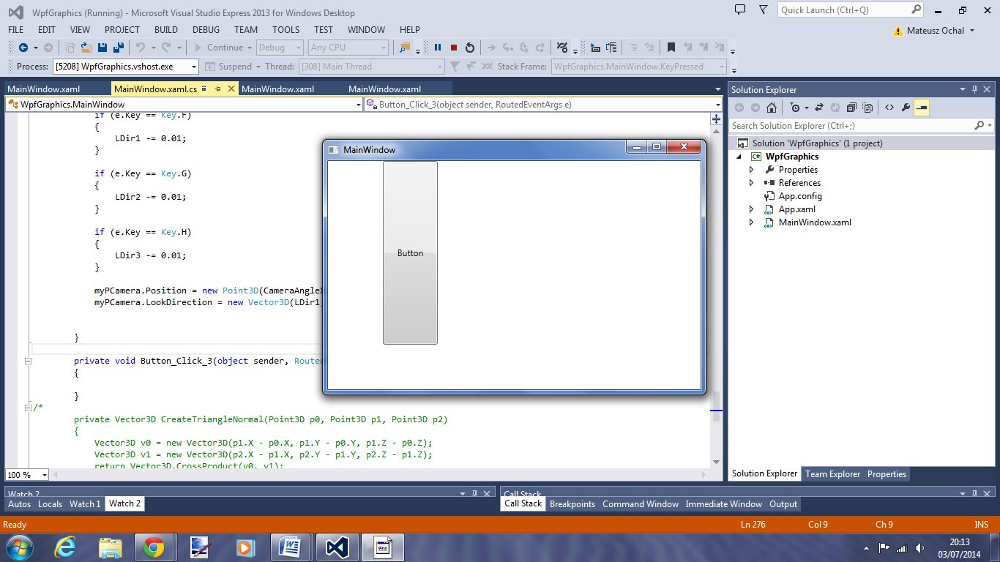 WpfGraphics (Running) - Microsoft Visual Studio Express 2013 for Windows Desktop
Quick Launch (Ctrl+Q)
FILE EDIT VIEW PROJECT BUILD DEBUG TEAM TOOLS TEST WINDOW HELP
Mateusz Ochal
Continue Debug Any CPU
Process: [5208] WpfGraphics.vshost.exe Suspend Thread: [308] Main Thread Stack Frame: WpfGraphics.MainWindow.KeyPressed
MainWindow.xaml MainWindow.xaml.cs MainWindow.xaml MainWindow.xaml
WpfGraphics.MainWindow Button_Click_3(object sender, RoutedEventArgs e)
if (e.Key == Key.F)
{
LDir1 -= 0.01;
}
if (e.Key == Key.G)
{
LDir2 -= 0.01;
}
if (e.Key == Key.H)
{
LDir3 -= 0.01;
}
myPCamera.Position = new Point3D(CameraAngleX
myPCamera.LookDirection = new Vector3D(LDir1,
}
private void Button_Click_3(object sender, Routed
{
}
/*
private Vector3D CreateTriangleNormal(Point3D p0, Point3D p1, Point3D p2)
{
Vector3D v0 = new Vector3D(p1.X - p0.X, p1.Y - p0.Y, p1.Z - p0.Z);
Vector3D v1 = new Vector3D(p2.X - p1.X, p2.Y - p1.Y, p2.Z - p1.Z);
return Vector3D.CrossProduct(v0, v1);
100 %
MainWindow
Button
Solution Explorer
Search Solution Explorer (Ctrl+;)
Solution 'WpfGraphics' (1 project)
C# WpfGraphics
Properties
References
App.config
App.xaml
MainWindow.xaml
Solution Explorer Team Explorer Properties
Watch 2
Autos Locals Watch 1 Watch 2
Call Stack
Call Stack Breakpoints Command Window Immediate Window Output
Ready Ln 276 Col 9 Ch 9 INS
20:13
03/07/2014